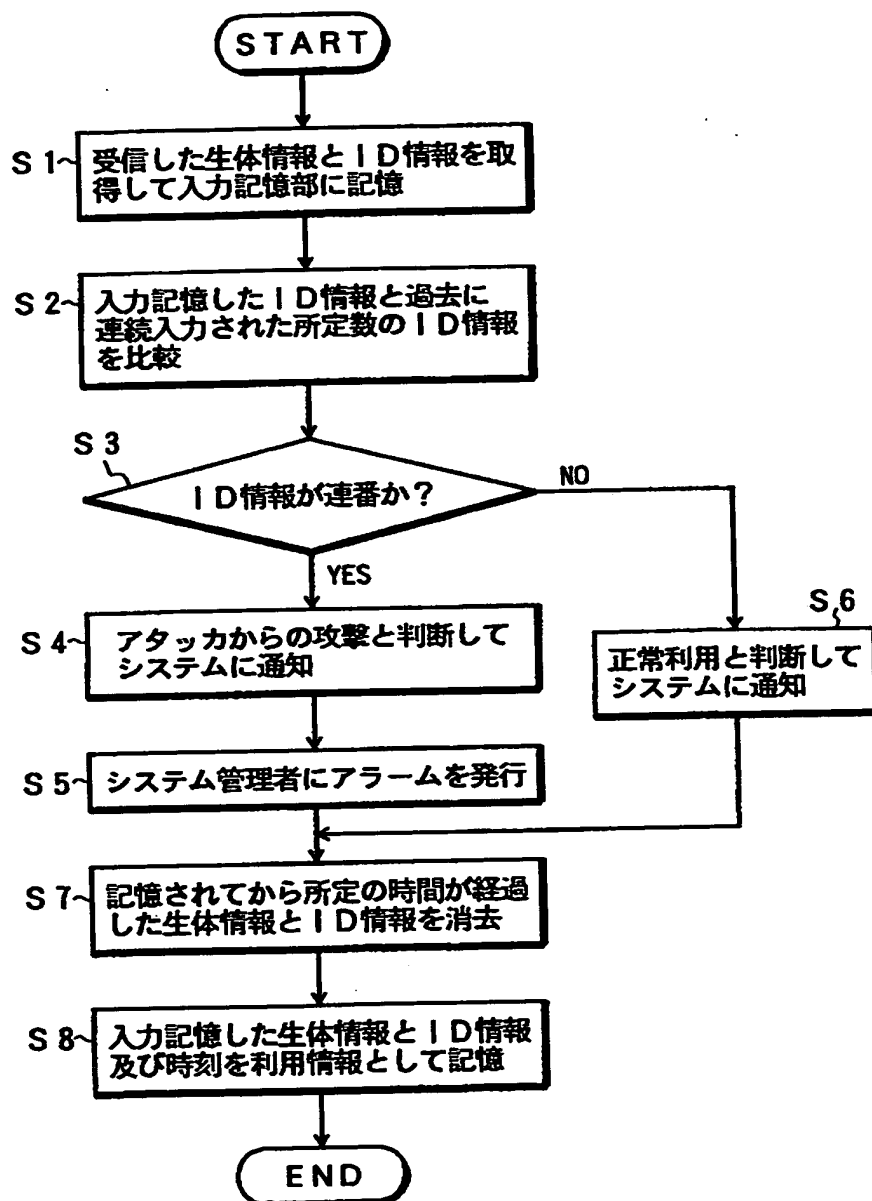 START
S1
受信した生体情報とID情報を取
得して入力記憶部に記憶
S2
入力記憶したID情報と過去に
連続入力された所定数のID情報
を比較
S3
ID情報が連番か?
NO
YES
S4
アタッカからの攻撃と判断して
システムに通知
S6
正常利用と判断して
システムに通知
S5
システム管理者にアラームを発行
S7
記憶されてから所定の時間が経過
した生体情報とID情報を消去
S8
入力記憶した生体情報とID情報
及び時刻を利用情報として記憶
END